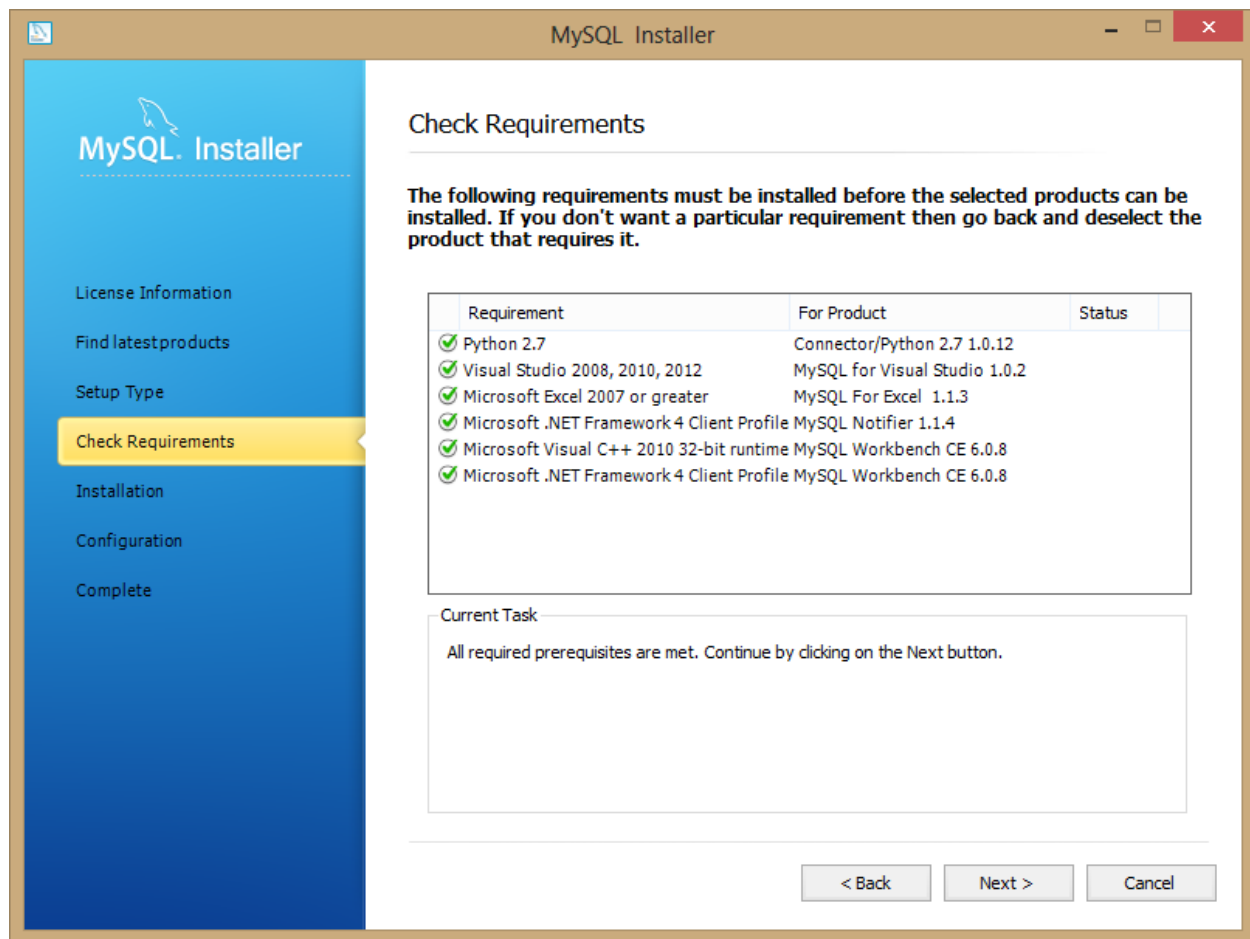 MySQL Installer
MySQL. Installer
License Information
Find latest products
Setup Type
Check Requirements
Installation
Configuration
Complete
Check Requirements
The following requirements must be installed before the selected products can be
installed. If you don't want a particular requirement then go back and deselect the
product that requires it.
Requirement For Product Status
Python 2.7 Connector/Python 2.7 1.0.12
Visual Studio 2008, 2010, 2012 MySQL for Visual Studio 1.0.2
Microsoft Excel 2007 or greater MySQL For Excel 1.1.3
Microsoft .NET Framework 4 Client Profile MySQL Notifier 1.1.4
Microsoft Visual C++ 2010 32-bit runtime MySQL Workbench CE 6.0.8
Microsoft .NET Framework 4 Client Profile MySQL Workbench CE 6.0.8
Current Task
All required prerequisites are met. Continue by clicking on the Next button.
< Back Next > Cancel